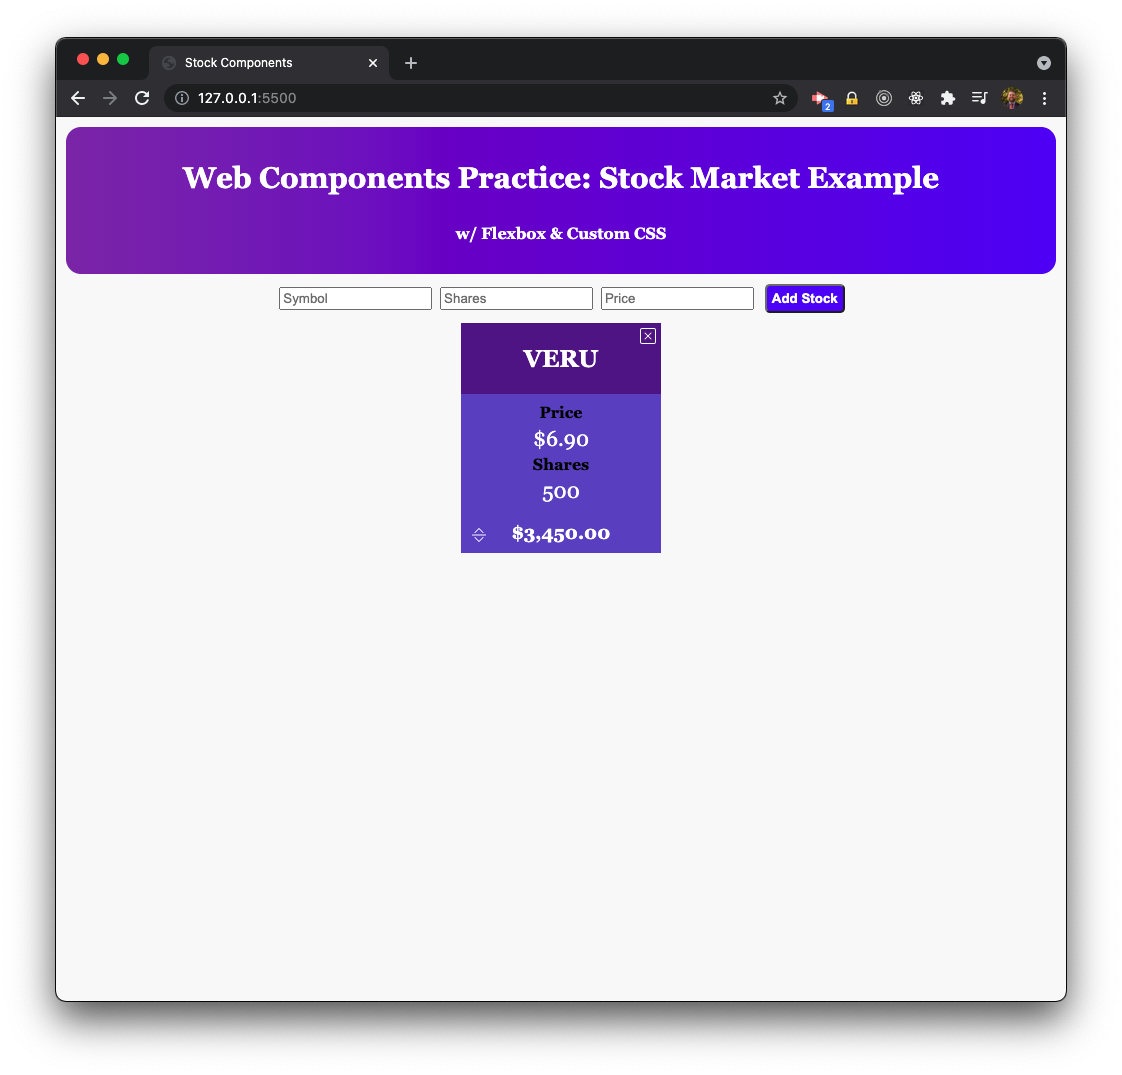 Stock Components
127.0.0.1:5500
2
Web Components Practice: Stock Market Example
w/ Flexbox & Custom CSS
Symbol Shares Price Add Stock
VERU
Price
$6.90
Shares
500
$3,450.00